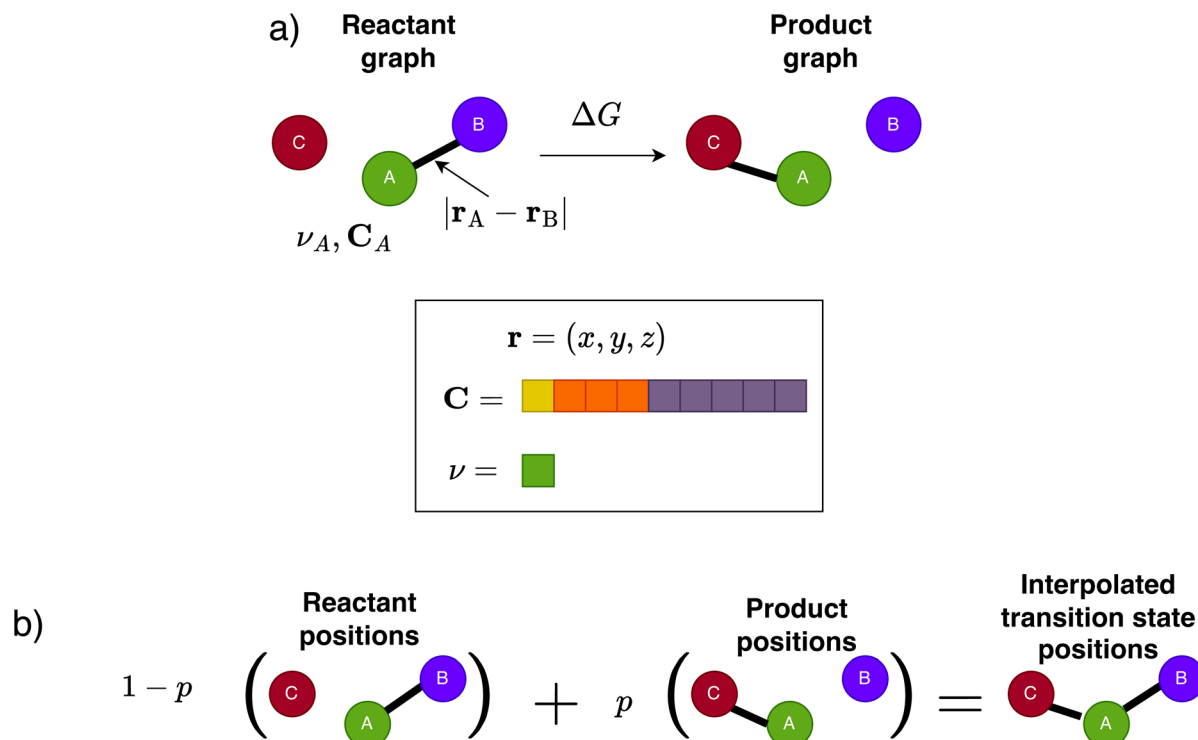 a)
Reactant
graph
Product
graph
C
A
B
ΔG
C
A
B
|r_A − r_B|
ν_A, C_A
r = (x, y, z)
C =
ν =
b)
Reactant
positions
Product
positions
Interpolated
transition state
positions
1 − p ( C A B ) + p ( C A B ) = C A B